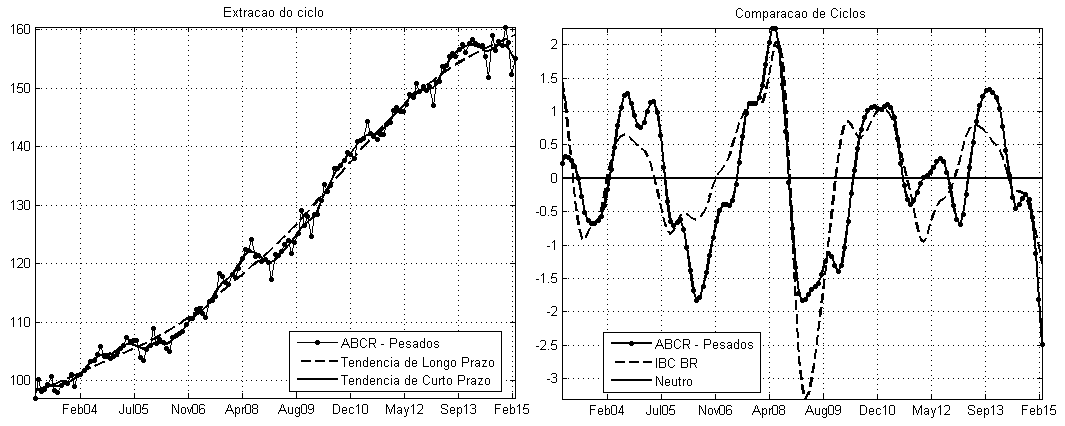 Extracao do ciclo
160
150
140
130
120
110
100
Feb04 Jul05 Nov06 Apr08 Aug09 Dec10 May12 Sep13 Feb15
ABCR - Pesados
Tendencia de Longo Prazo
Tendencia de Curto Prazo
Comparacao de Ciclos
2
1.5
1
0.5
0
-0.5
-1
-1.5
-2
-2.5
-3
Feb04 Jul05 Nov06 Apr08 Aug09 Dec10 May12 Sep13 Feb15
ABCR - Pesados
IBC BR
Neutro